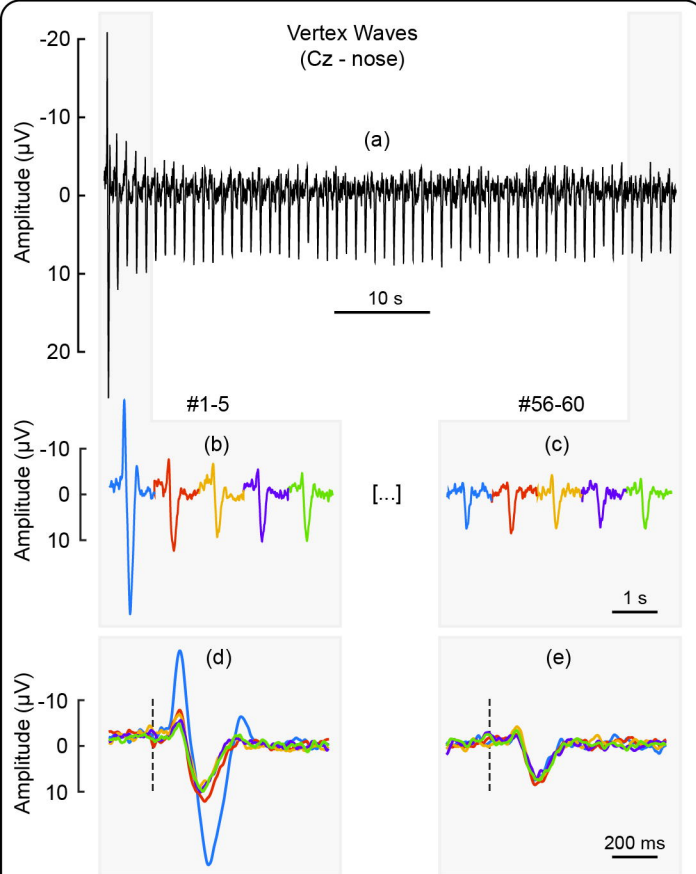 Vertex Waves
(Cz - nose)
(a)
Amplitude (µV)
-20
-10
0
10
20
10 s
#1-5
#56-60
(b)
(c)
Amplitude (µV)
-10
0
10
[...]
1 s
(d)
(e)
Amplitude (µV)
-10
0
10
200 ms